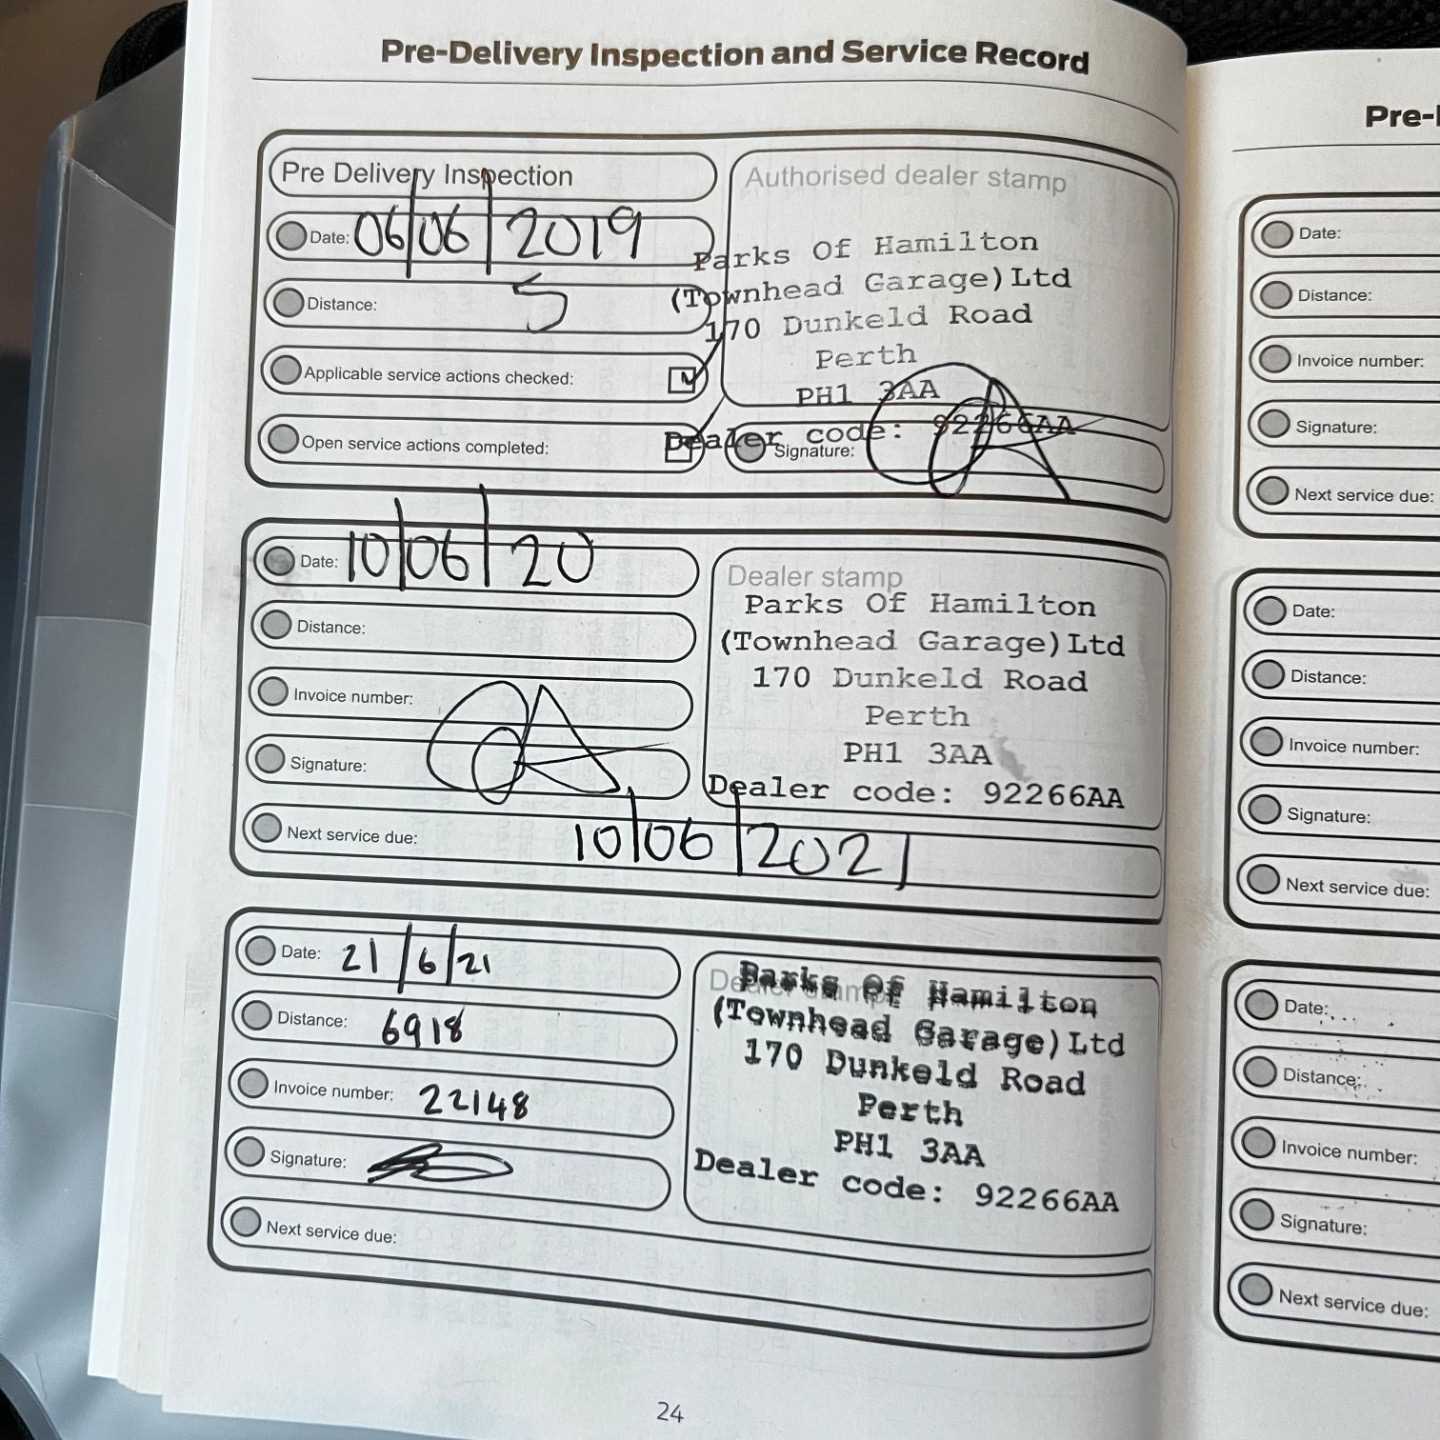 Pre-Delivery Inspection and Service Record
Pre Delivery Inspection
Date: 06/06/2019
Distance: 5
Applicable service actions checked:
Open service actions completed:
Authorised dealer stamp
Parks Of Hamilton
(Townhead Garage)Ltd
170 Dunkeld Road
Perth
PH1 3AA
Dealer code: 92266AA
Signature:
Date: 10/06/20
Distance:
Invoice number:
Signature:
Next service due: 10/06/2021
Dealer stamp
Parks Of Hamilton
(Townhead Garage)Ltd
170 Dunkeld Road
Perth
PH1 3AA
Dealer code: 92266AA
Date: 21/6/21
Distance: 6918
Invoice number: 22148
Signature:
Next service due:
Dealer stamp
Parks Of Hamilton
(Townhead Garage)Ltd
170 Dunkeld Road
Perth
PH1 3AA
Dealer code: 92266AA
24
Date:
Distance:
Invoice number:
Signature:
Next service due:
Date:
Distance:
Invoice number:
Signature:
Next service due:
Date:
Distance:
Invoice number:
Signature:
Next service due: